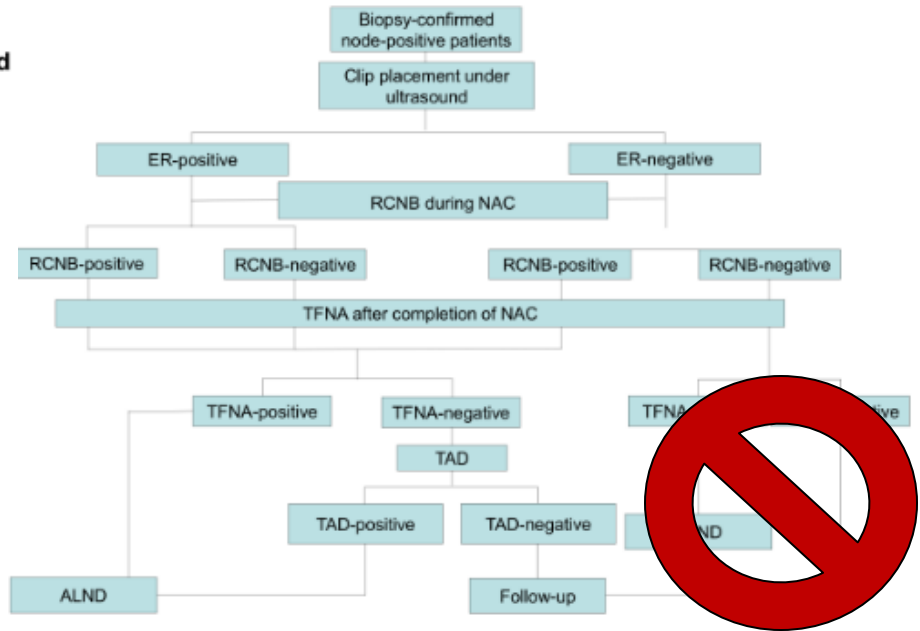 Biopsy-confirmed
node-positive patients
d
Clip placement under
ultrasound
ER-positive
ER-negative
RCNB during NAC
RCNB-positive
RCNB-negative
RCNB-positive
RCNB-negative
TFNA after completion of NAC
TFNA-positive
TFNA-negative
TAD
TAD-positive
TAD-negative
ALND
Follow-up